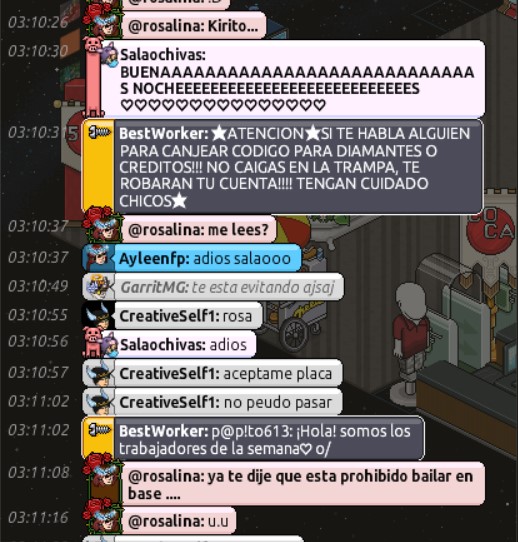 03:10:26
@rosalina: Kirito...
03:10:30
Salaochivas:
BUENAAAAAAAAAAAAAAAAAAAAAAAAAAA
S NOCHEEEEEEEEEEEEEEEEEEEEEEEEEEES
♡♡♡♡♡♡♡♡♡♡♡♡♡♡♡
03:10:31
BestWorker: ★ATENCION★SI TE HABLA ALGUIEN
PARA CANJEAR CODIGO PARA DIAMANTES O
CREDITOS!!! NO CAIGAS EN LA TRAMPA, TE
ROBARAN TU CUENTA!!!! TENGAN CUIDADO
CHICOS★
03:10:37
@rosalina: me lees?
03:10:37
Ayleenfp: adios salaooo
03:10:49
GarritMG: te esta evitando ajsaj
03:10:55
CreativeSelf1: rosa
03:10:56
Salaochivas: adios
03:10:57
CreativeSelf1: aceptame placa
03:11:02
CreativeSelf1: no peudo pasar
03:11:02
BestWorker: p@p!to613: ¡Hola! somos los
trabajadores de la semana♡ o/
03:11:08
@rosalina: ya te dije que esta prohibido bailar en
base ....
03:11:16
@rosalina: u.u